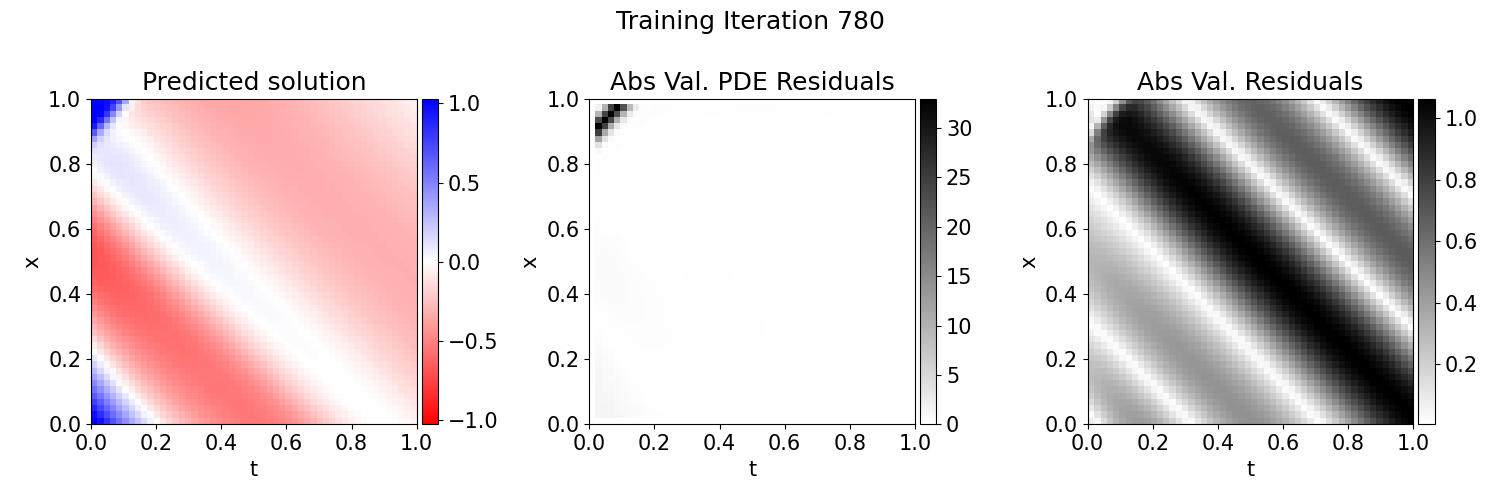 Training Iteration 780
Predicted solution
Abs Val. PDE Residuals
Abs Val. Residuals
1.0
0.8
0.6
0.4
0.2
0.0
x
0.0 0.2 0.4 0.6 0.8 1.0
t
1.0
0.5
0.0
−0.5
−1.0
1.0
0.8
0.6
0.4
0.2
0.0
x
0.0 0.2 0.4 0.6 0.8 1.0
t
30
25
20
15
10
5
0
1.0
0.8
0.6
0.4
0.2
0.0
x
0.0 0.2 0.4 0.6 0.8 1.0
t
1.0
0.8
0.6
0.4
0.2